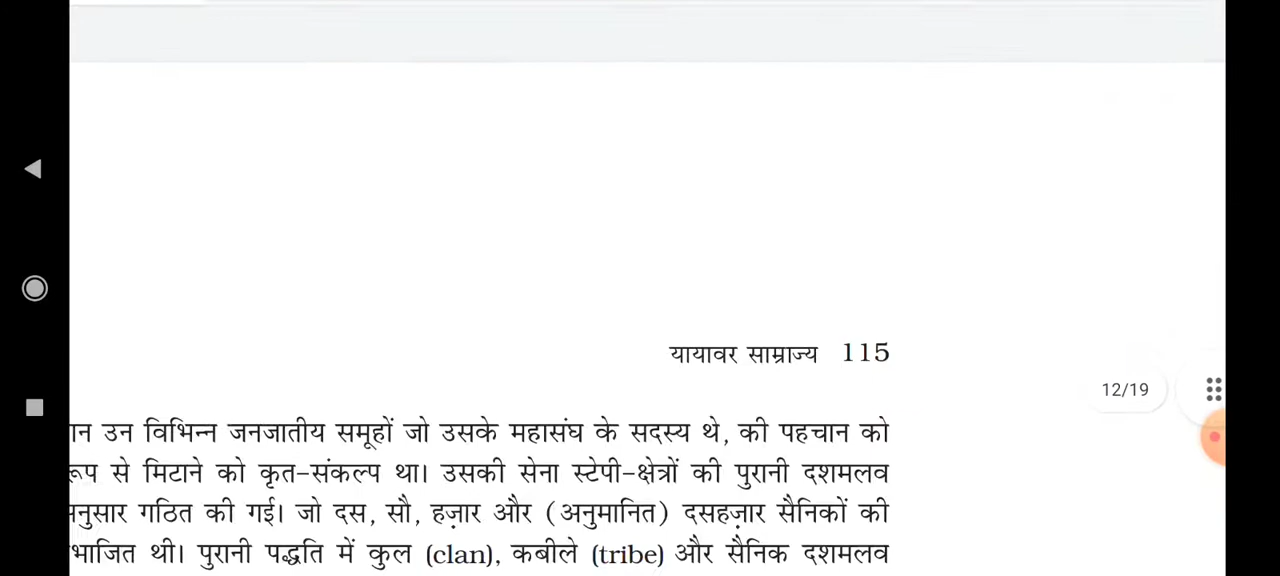 यायावर साम्राज्य 115
12/19
उन विभिन्न जनजातीय समूहों जो उसके महासंघ के सदस्य थे, की पहचान को
से मिटाने को कृत-संकल्प था। उसकी सेना स्टेपी-क्षेत्रों की पुरानी दशमलव
गठित की गई। जो दस, सौ, हज़ार और (अनुमानित) दसहज़ार सैनिकों की
थी। पुरानी पद्धति में कुल (clan), कबीले (tribe) और सैनिक दशमलव